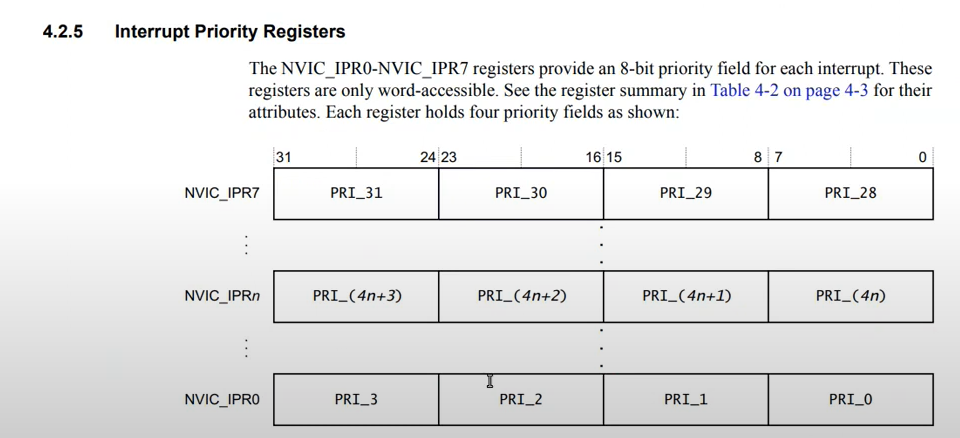 4.2.5 Interrupt Priority Registers
The NVIC_IPR0-NVIC_IPR7 registers provide an 8-bit priority field for each interrupt. These
registers are only word-accessible. See the register summary in Table 4-2 on page 4-3 for their
attributes. Each register holds four priority fields as shown:
31 24 23 16 15 8 7 0
NVIC_IPR7 PRI_31 PRI_30 PRI_29 PRI_28
NVIC_IPRn PRI_(4n+3) PRI_(4n+2) PRI_(4n+1) PRI_(4n)
NVIC_IPR0 PRI_3 PRI_2 PRI_1 PRI_0